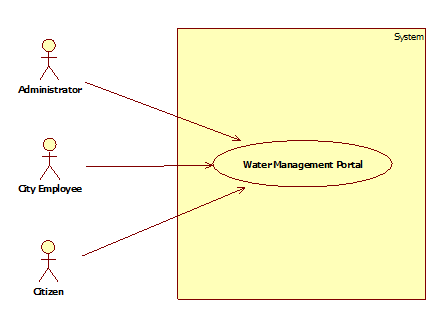 System
Administrator
Water Management Portal
City Employee
Citizen